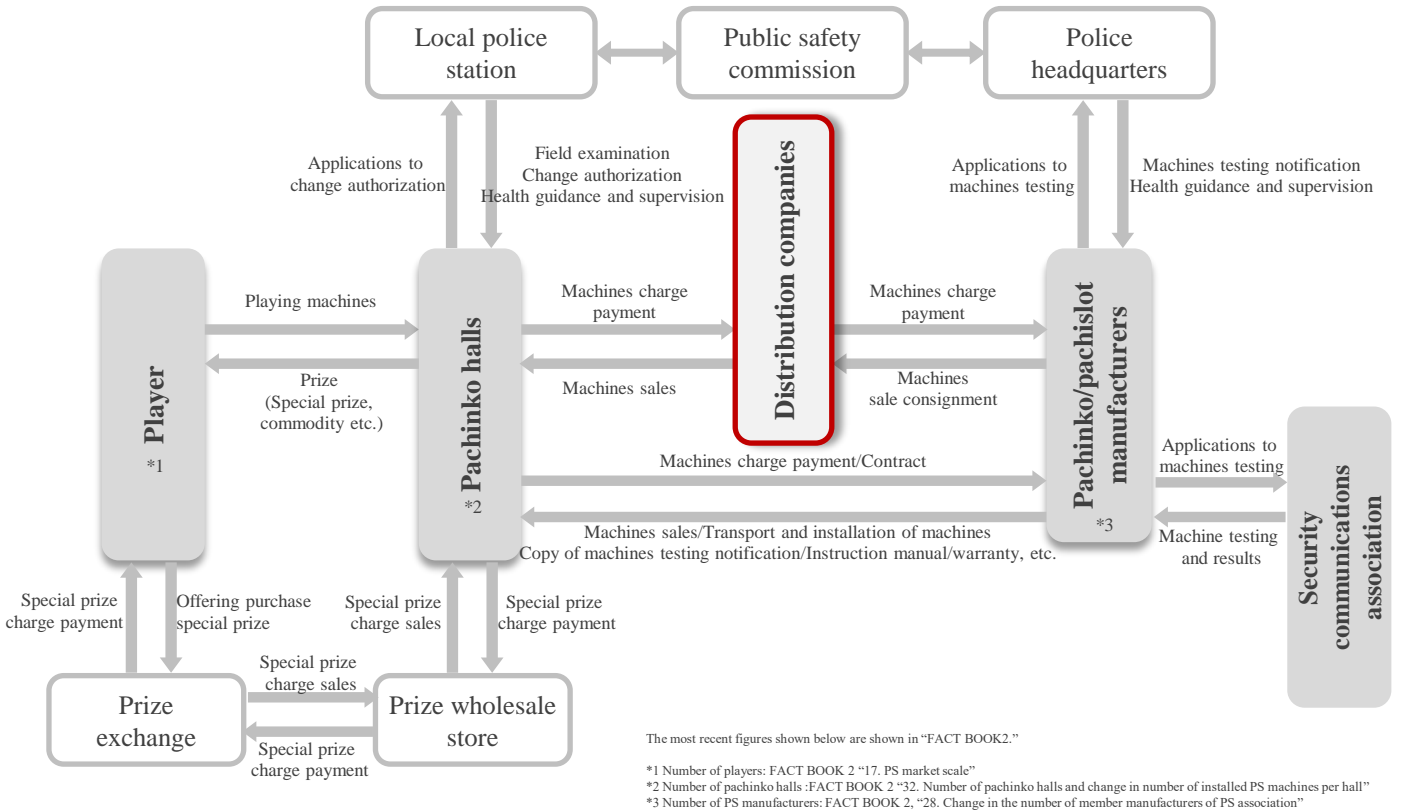 Local police
station
Public safety
commission
Police
headquarters
Applications to
change authorization
Field examination
Change authorization
Health guidance and supervision
Distribution companies
Applications to
machines testing
Machines testing notification
Health guidance and supervision
Player
*1
Playing machines
Prize
(Special prize,
commodity etc.)
Pachinko halls
*2
Machines charge
payment
Machines sales
Machines charge
payment
Machines
sale consignment
Pachinko/pachislot
manufacturers
*3
Machines charge payment/Contract
Machines sales/Transport and installation of machines
Copy of machines testing notification/Instruction manual/warranty, etc.
Applications to
machines testing
Machine testing
and results
Security
communications
association
Special prize
charge payment
Offering purchase
special prize
Special prize
charge sales
Special prize
charge payment
Special prize
charge sales
Prize
exchange
Special prize
charge payment
Prize wholesale
store
The most recent figures shown below are shown in “FACT BOOK2.”
*1 Number of players: FACT BOOK 2 “17. PS market scale”
*2 Number of pachinko halls :FACT BOOK 2 “32. Number of pachinko halls and change in number of installed PS machines per hall”
*3 Number of PS manufacturers: FACT BOOK 2, “28. Change in the number of member manufacturers of PS association”